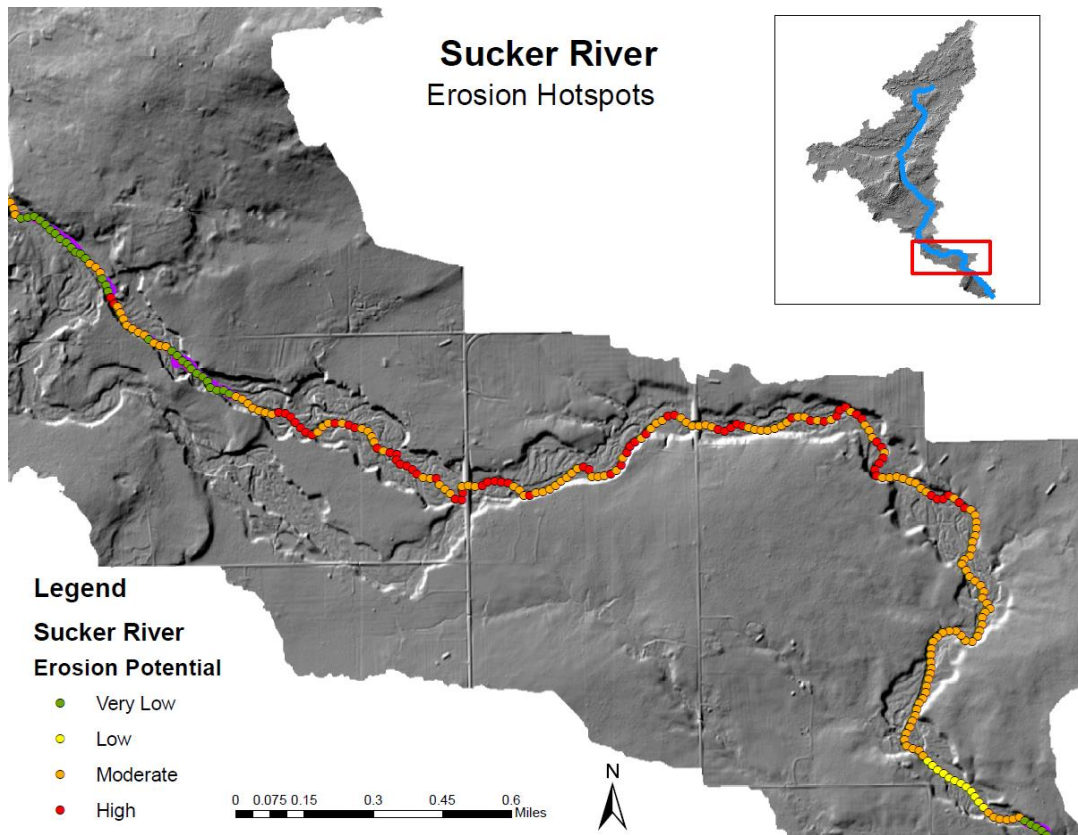 Sucker River
Erosion Hotspots
Legend
Sucker River
Erosion Potential
Very Low
Low
Moderate
High
0 0.075 0.15 0.3 0.45 0.6
Miles
N